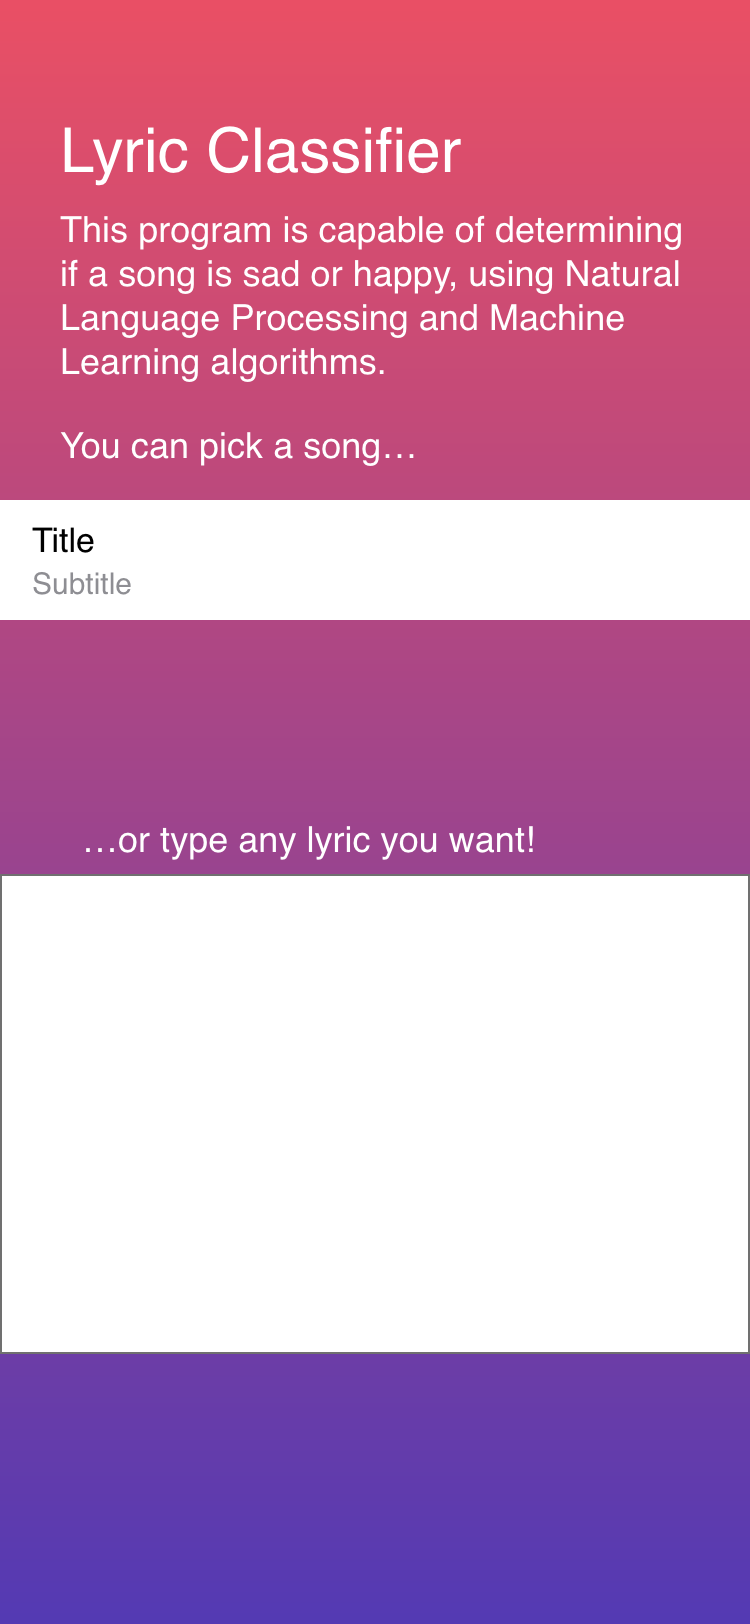 Lyric Classifier
This program is capable of determining
if a song is sad or happy, using Natural
Language Processing and Machine
Learning algorithms.
You can pick a song…
Title
Subtitle
…or type any lyric you want!